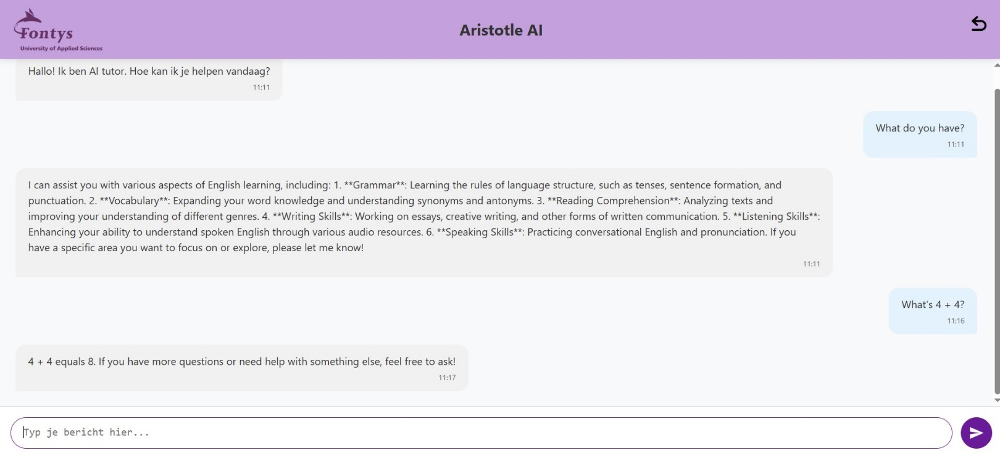 Fontys
University of Applied Sciences
Aristotle AI
Hallo! Ik ben AI tutor. Hoe kan ik je helpen vandaag?
11:11
What do you have?
11:11
I can assist you with various aspects of English learning, including: 1. **Grammar**: Learning the rules of language structure, such as tenses, sentence formation, and
punctuation. 2. **Vocabulary**: Expanding your word knowledge and understanding synonyms and antonyms. 3. **Reading Comprehension**: Analyzing texts and
improving your understanding of different genres. 4. **Writing Skills**: Working on essays, creative writing, and other forms of written communication. 5. **Listening Skills**:
Enhancing your ability to understand spoken English through various audio resources. 6. **Speaking Skills**: Practicing conversational English and pronunciation. If you
have a specific area you want to focus on or explore, please let me know!
11:11
What's 4 + 4?
11:16
4 + 4 equals 8. If you have more questions or need help with something else, feel free to ask!
11:17
Typ je bericht hier...